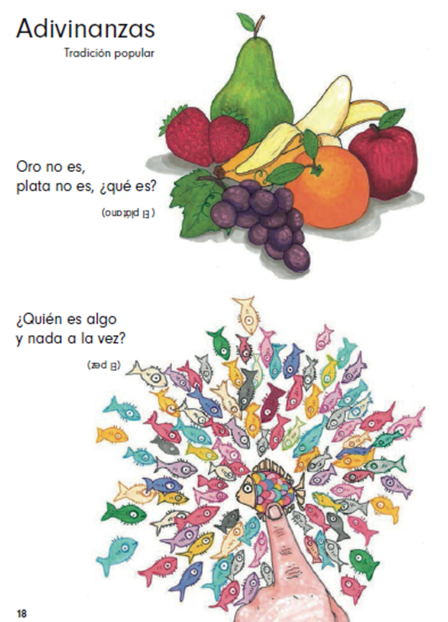 Adivinanzas
Tradición popular
Oro no es,
plata no es, ¿qué es?
(El plátano)
¿Quién es algo
y nada a la vez?
(El pez)
18